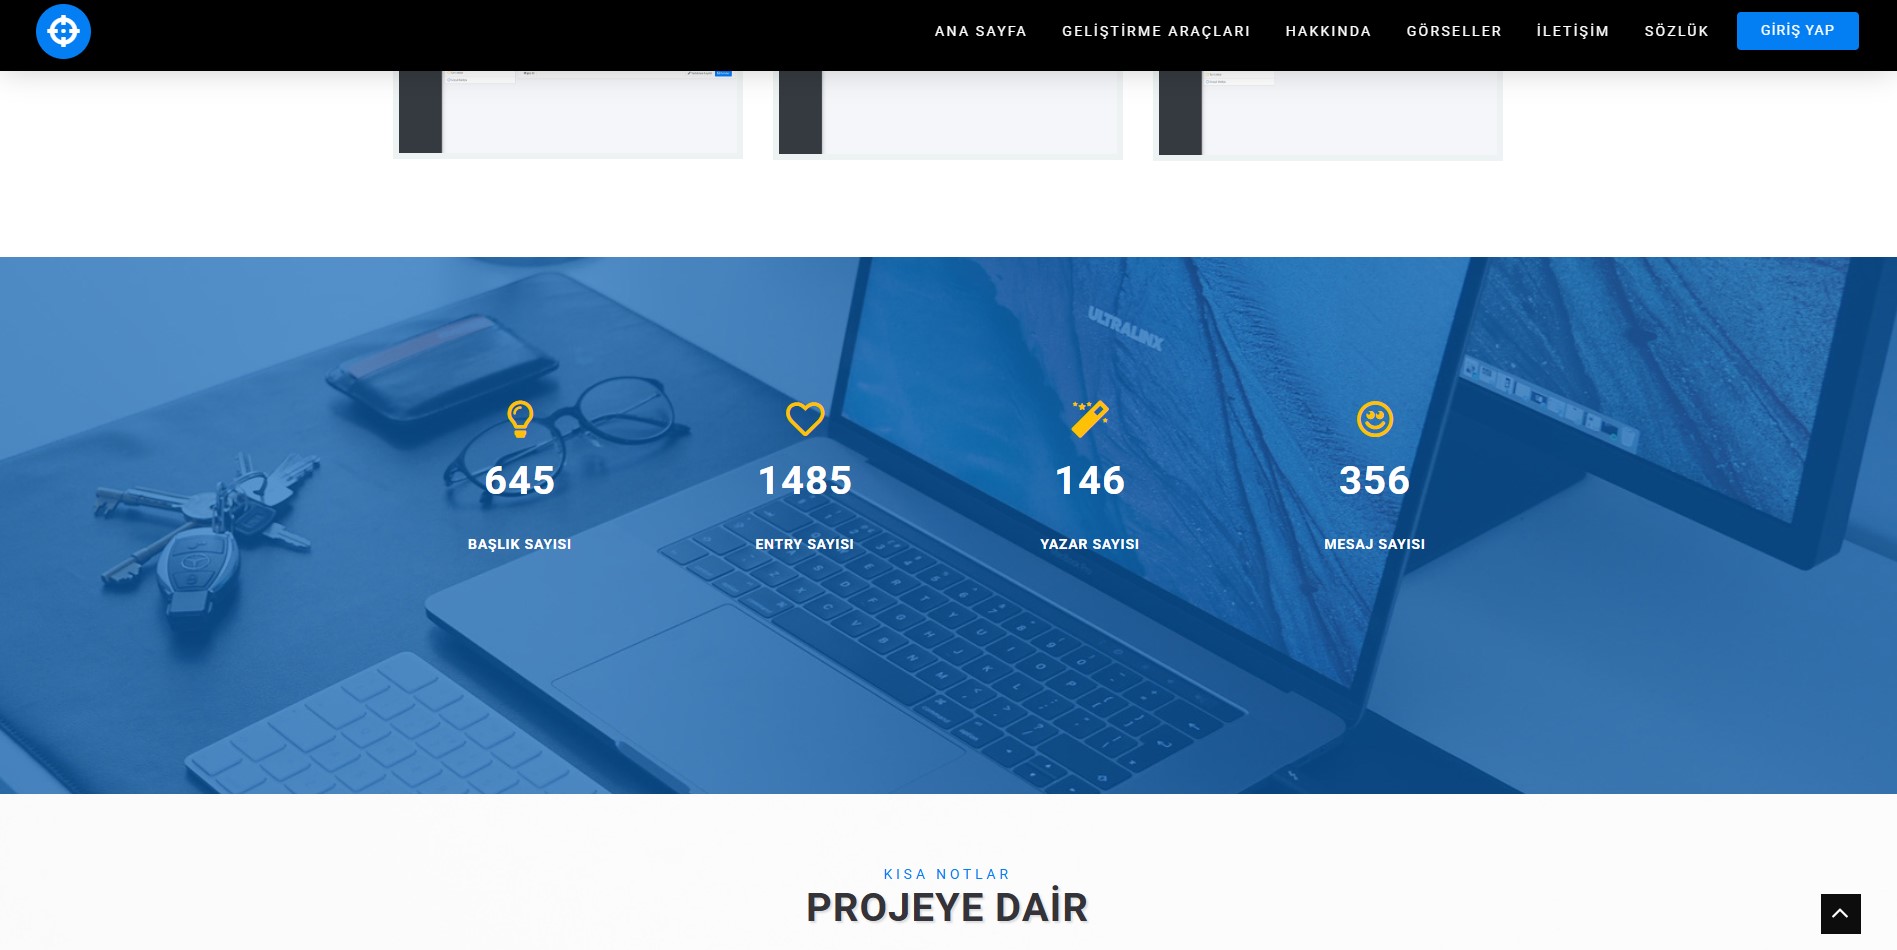 ANA SAYFA GELİŞTİRME ARAÇLARI HAKKINDA GÖRSELLER İLETİŞİM SÖZLÜK GİRİŞ YAP
ULTRALINX
645 1485 146 356
BAŞLIK SAYISI ENTRY SAYISI YAZAR SAYISI MESAJ SAYISI
KISA NOTLAR
PROJEYE DAİR